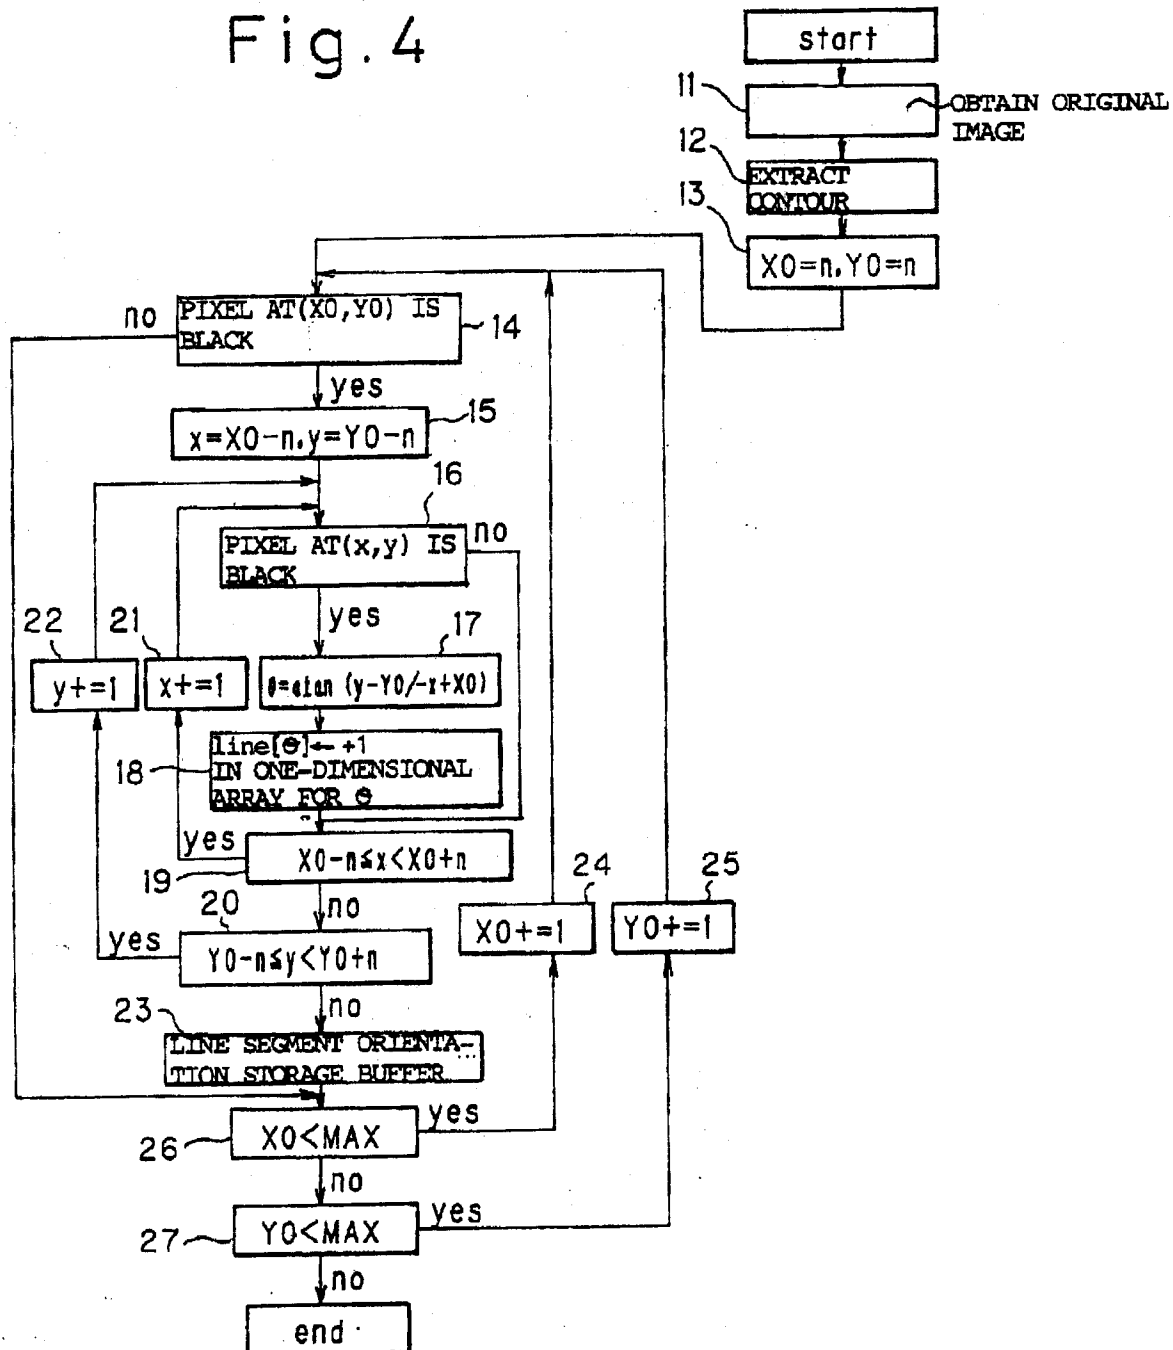 Fig.4
start
11
OBTAIN ORIGINAL
IMAGE
12
EXTRACT
CONTOUR
13
X0=n.Y0=n
PIXEL AT(X0,Y0) IS
BLACK
14
no
yes
15
x=X0-n.y=Y0-n
16
PIXEL AT(x,y) IS
BLACK
no
yes
22
y+=1
21
x+=1
17
θ=atan (y-Y0/-x+X0)
18
line[θ]← +1
IN ONE-DIMENSIONAL
ARRAY FOR θ
yes
19
X0-n≤x<X0+n
no
20
yes
Y0-n≤y<Y0+n
no
24
X0+=1
25
Y0+=1
23
LINE SEGMENT ORIENTA-
TION STORAGE BUFFER
26
X0<MAX
yes
no
27
Y0<MAX
yes
no
end